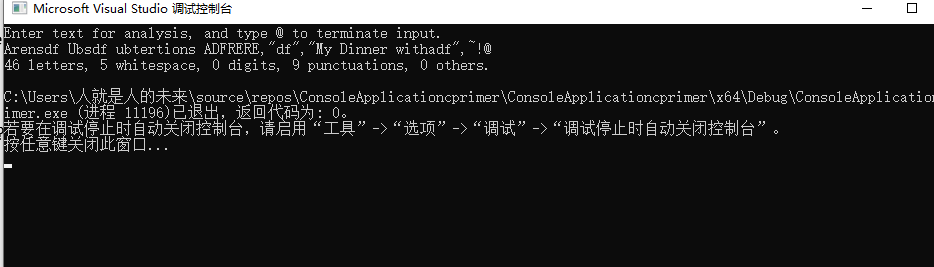 Microsoft Visual Studio 调试控制台
Enter text for analysis, and type @ to terminate input.
Arensdf Ubsdf ubtertions ADFRERE,"df","My Dinner withadf",~!@
46 letters, 5 whitespace, 0 digits, 9 punctuations, 0 others.
C:\Users\人就是人的未来\source\repos\ConsoleApplicationcprimer\ConsoleApplicationcprimer\x64\Debug\ConsoleApplication
imer.exe (进程 11196)已退出，返回代码为: 0。
若要在调试停止时自动关闭控制台，请启用“工具”->“选项”->“调试”->“调试停止时自动关闭控制台”。
按任意键关闭此窗口...